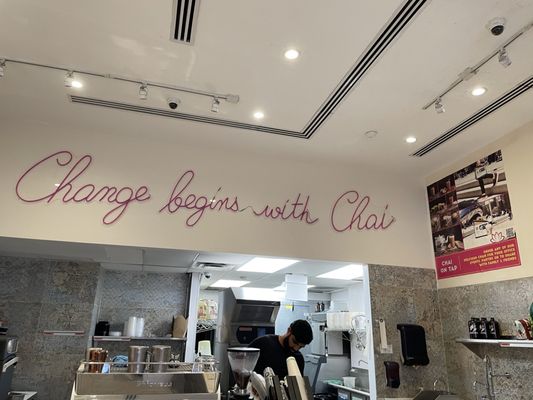 Change begins with Chai
CHAI
ON TAP